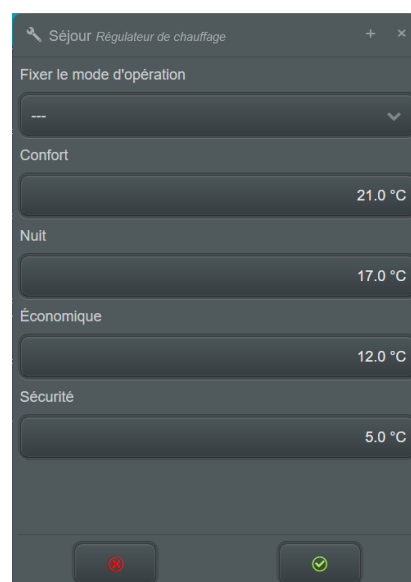 Séjour Régulateur de chauffage + ×
Fixer le mode d'opération
---
Confort
21.0 °C
Nuit
17.0 °C
Économique
12.0 °C
Sécurité
5.0 °C